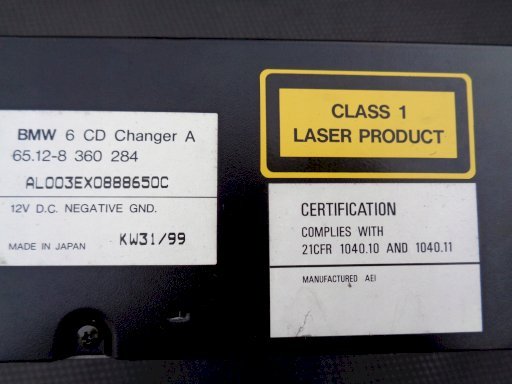 BMW 6 CD Changer A
65.12-8 360 284
AL003EX0888650C
12V D.C. NEGATIVE GND.
MADE IN JAPAN KW31/99
CLASS 1
LASER PRODUCT
CERTIFICATION
COMPLIES WITH
21CFR 1040.10 AND 1040.11
MANUFACTURED AEI